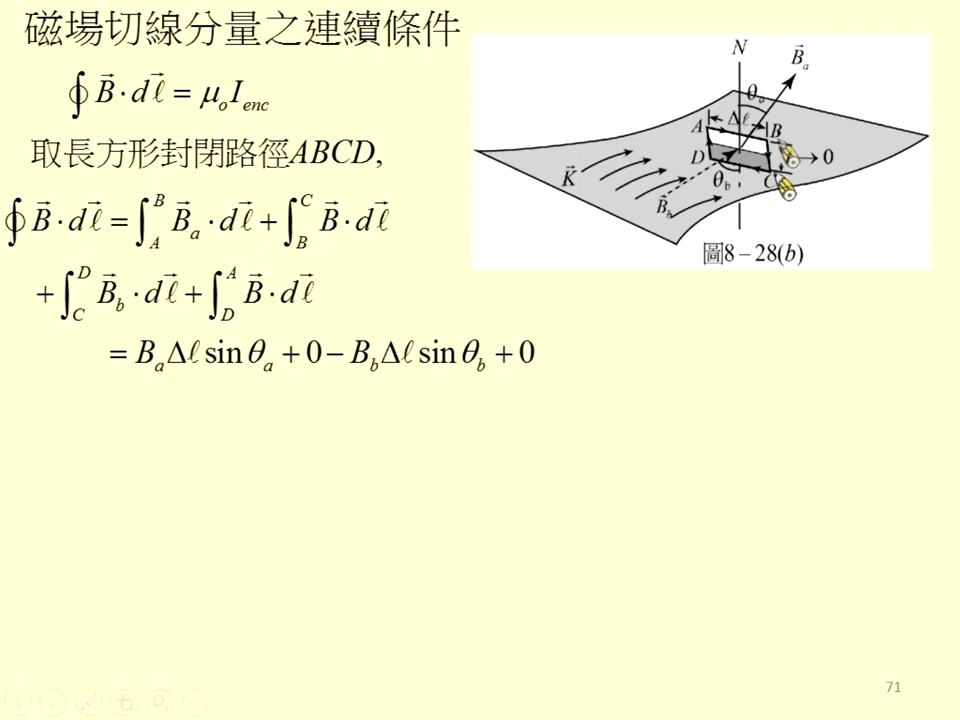 磁場切線分量之連續條件
∮ B⃗ · dℓ⃗ = μₒI_enc
取長方形封閉路徑ABCD,
∮ B⃗ · dℓ⃗ = ∫_A^B B⃗_a · dℓ⃗ + ∫_B^C B⃗ · dℓ⃗
+ ∫_C^D B⃗_b · dℓ⃗ + ∫_D^A B⃗ · dℓ⃗
= B_aΔℓ sin θ_a + 0 − B_bΔℓ sin θ_b + 0
N
B⃗_a
θ_a
A Δℓ B
D → 0
K⃗ θ_b C
B⃗_b
圖8－28(b)
71